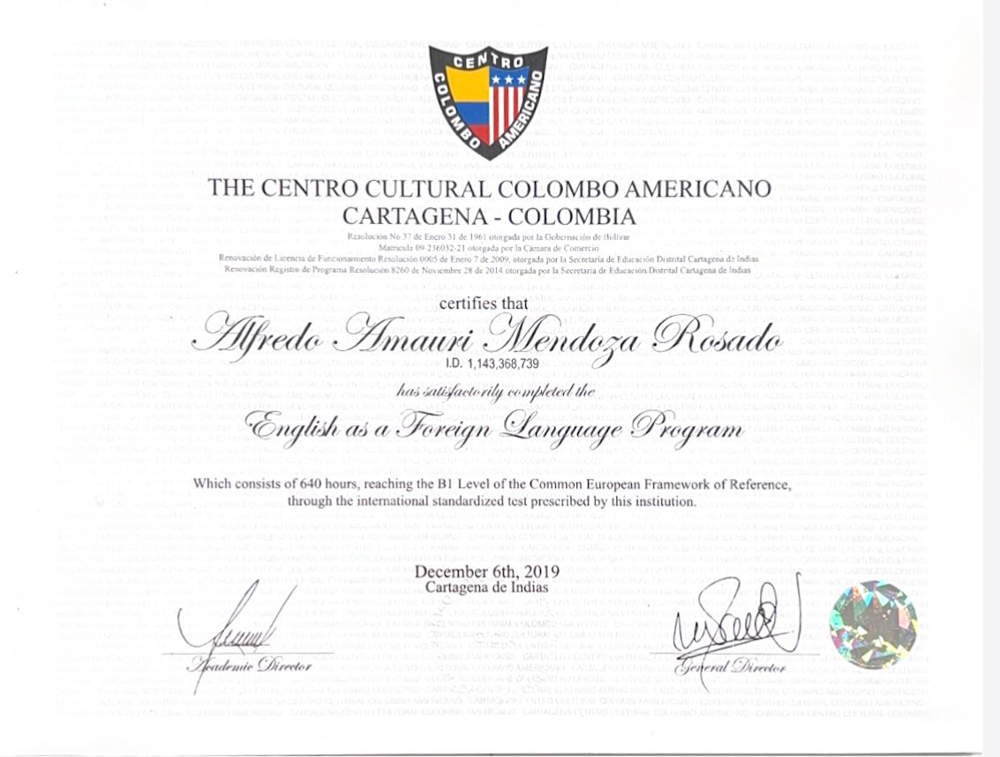 CENTRO
COLOMBO
AMERICANO
THE CENTRO CULTURAL COLOMBO AMERICANO
CARTAGENA - COLOMBIA
Resolución No 37 de Enero 31 de 1961 otorgada por la Gobernación de Bolívar
Matricula 09-236032-21 otorgada por la Cámara de Comercio
Renovación de Licencia de Funcionamiento Resolución 0005 de Enero 7 de 2009, otorgada por la Secretaria de Educación Distrital Cartagena de Indias
Renovación Registro de Programa Resolución 8260 de Noviembre 28 de 2014 otorgada por la Secretaria de Educación Distrital Cartagena de Indias
certifies that
Alfredo Amauri Mendoza Rosado
I.D. 1,143,368,739
has satisfactorily completed the
English as a Foreign Language Program
Which consists of 640 hours, reaching the B1 Level of the Common European Framework of Reference,
through the international standardized test prescribed by this institution.
December 6th, 2019
Cartagena de Indias
Academic Director
General Director